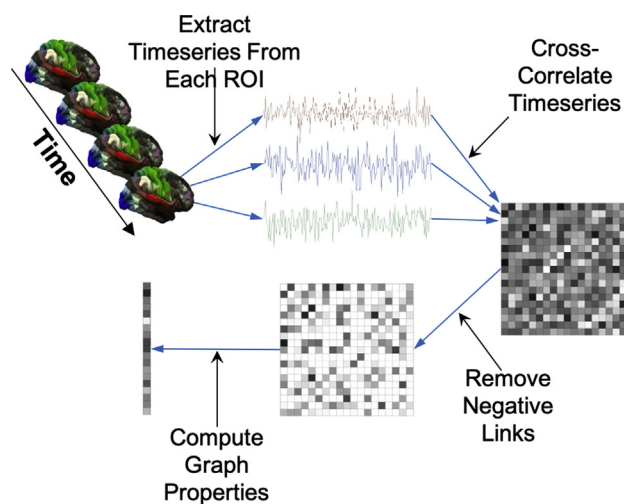 Extract
Timeseries From
Each ROI
Cross-
Correlate
Timeseries
Time
Remove
Negative
Links
Compute
Graph
Properties